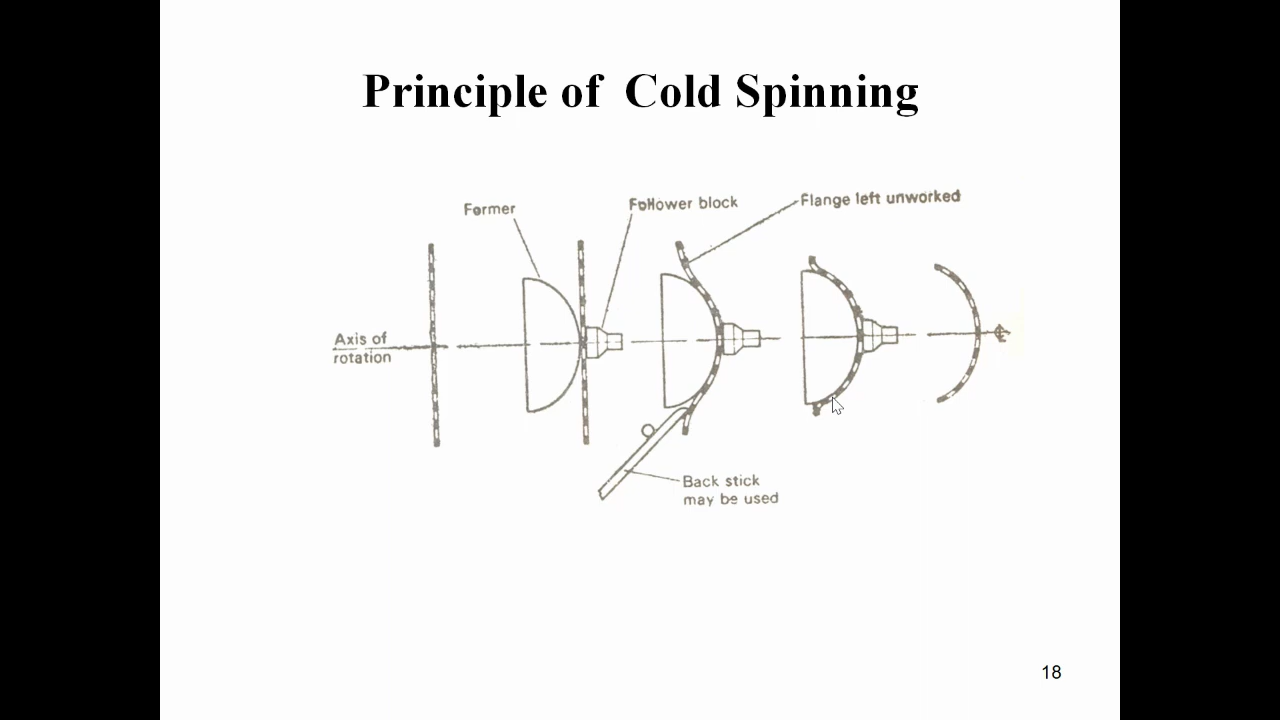 Principle of Cold Spinning
Former
Follower block
Flange left unworked
Axis of
rotation
Back stick
may be used
18